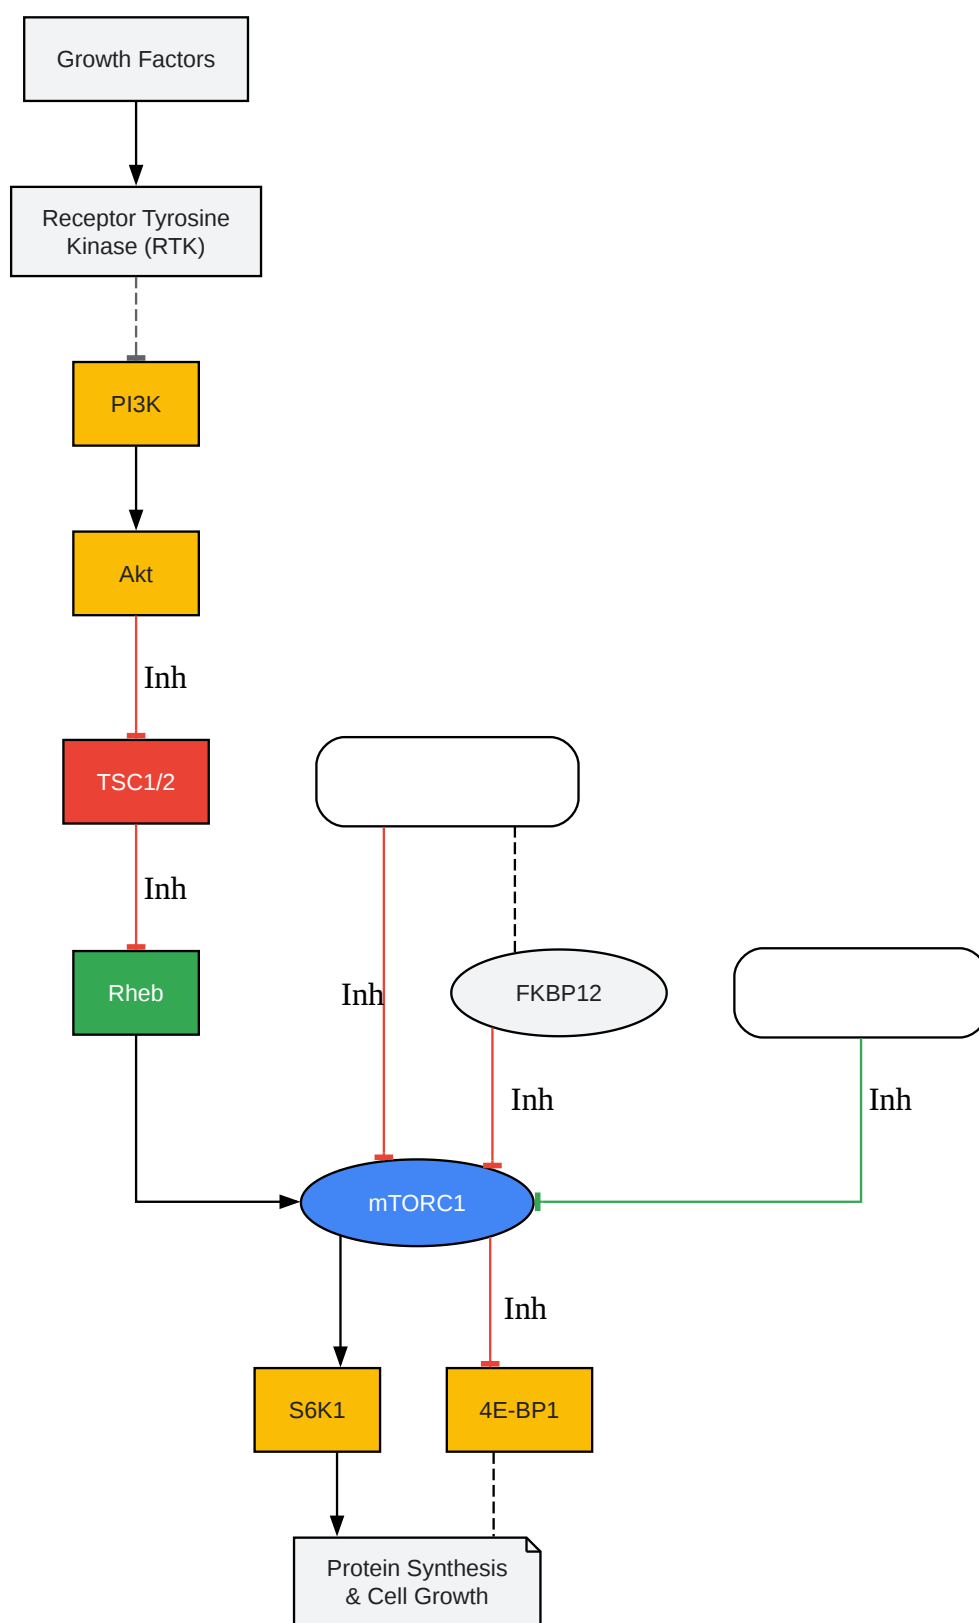 Growth Factors
Receptor Tyrosine
Kinase (RTK)
PI3K
Akt
Inh
TSC1/2
Inh
Rheb
Inh
FKBP12
Inh
Inh
mTORC1
Inh
S6K1
4E-BP1
Protein Synthesis
& Cell Growth